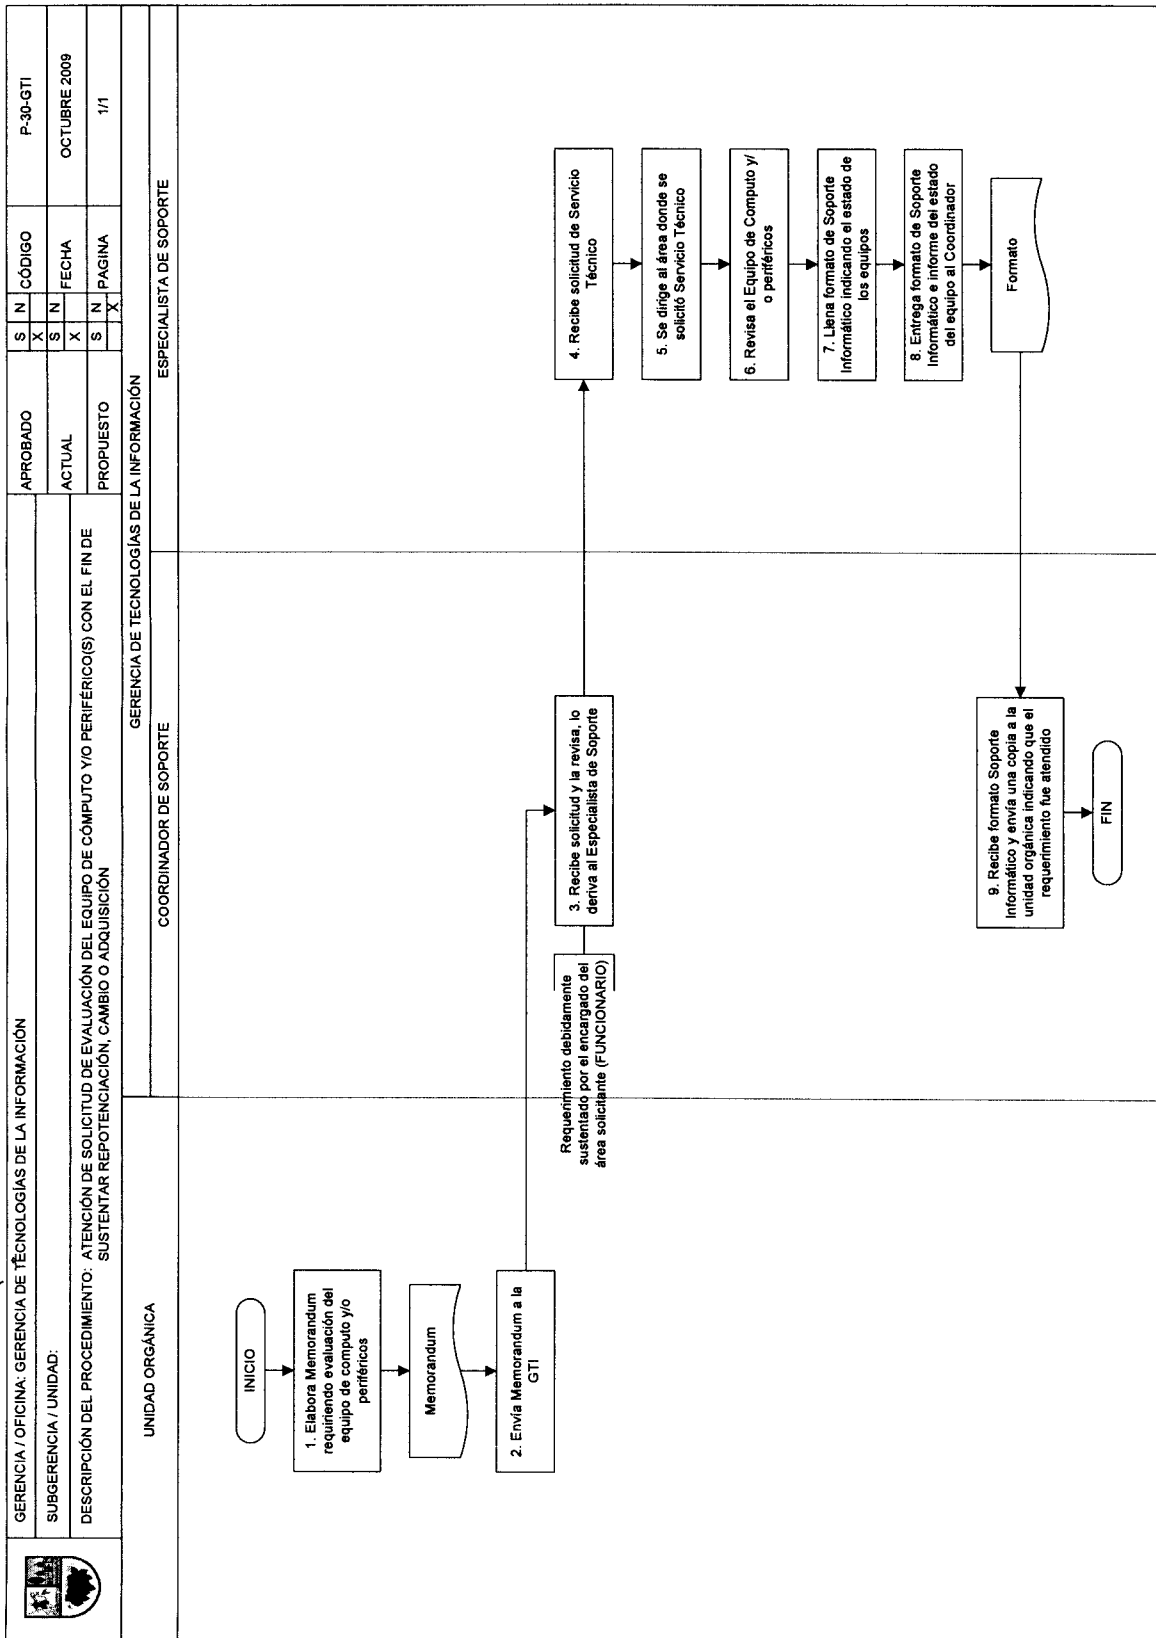 GERENCIA / OFICINA: GERENCIA DE TECNOLOGÍAS DE LA INFORMACIÓN
APROBADO
S N
X
CÓDIGO
P-30-GTI
SUBGERENCIA / UNIDAD:
ACTUAL
S N
X
FECHA
OCTUBRE 2009
DESCRIPCIÓN DEL PROCEDIMIENTO: ATENCIÓN DE SOLICITUD DE EVALUACIÓN DEL EQUIPO DE CÓMPUTO Y/O PERIFÉRICO(S) CON EL FIN DE
SUSTENTAR REPOTENCIACIÓN, CAMBIO O ADQUISICIÓN
PROPUESTO
S N
X
PAGINA
1/1
UNIDAD ORGÁNICA
GERENCIA DE TECNOLOGÍAS DE LA INFORMACIÓN
COORDINADOR DE SOPORTE
ESPECIALISTA DE SOPORTE
INICIO
1. Elabora Memorandum
requiriendo evaluación del
equipo de computo y/o
periféricos
Memorandum
2. Envía Memorandum a la
GTI
Requerimiento debidamente
sustentado por el encargado del
área solicitante (FUNCIONARIO)
3. Recibe solicitud y la revisa, lo
deriva al Especialista de Soporte
4. Recibe solicitud de Servicio
Técnico
5. Se dirige al área donde se
solicitó Servicio Técnico
6. Revisa el Equipo de Computo y/
o periféricos
7. Llena formato de Soporte
Informático indicando el estado de
los equipos
8. Entrega formato de Soporte
Informático e informe del estado
del equipo al Coordinador
Formato
9. Recibe formato Soporte
Informático y envía una copia a la
unidad orgánica indicando que el
requerimiento fue atendido
FIN